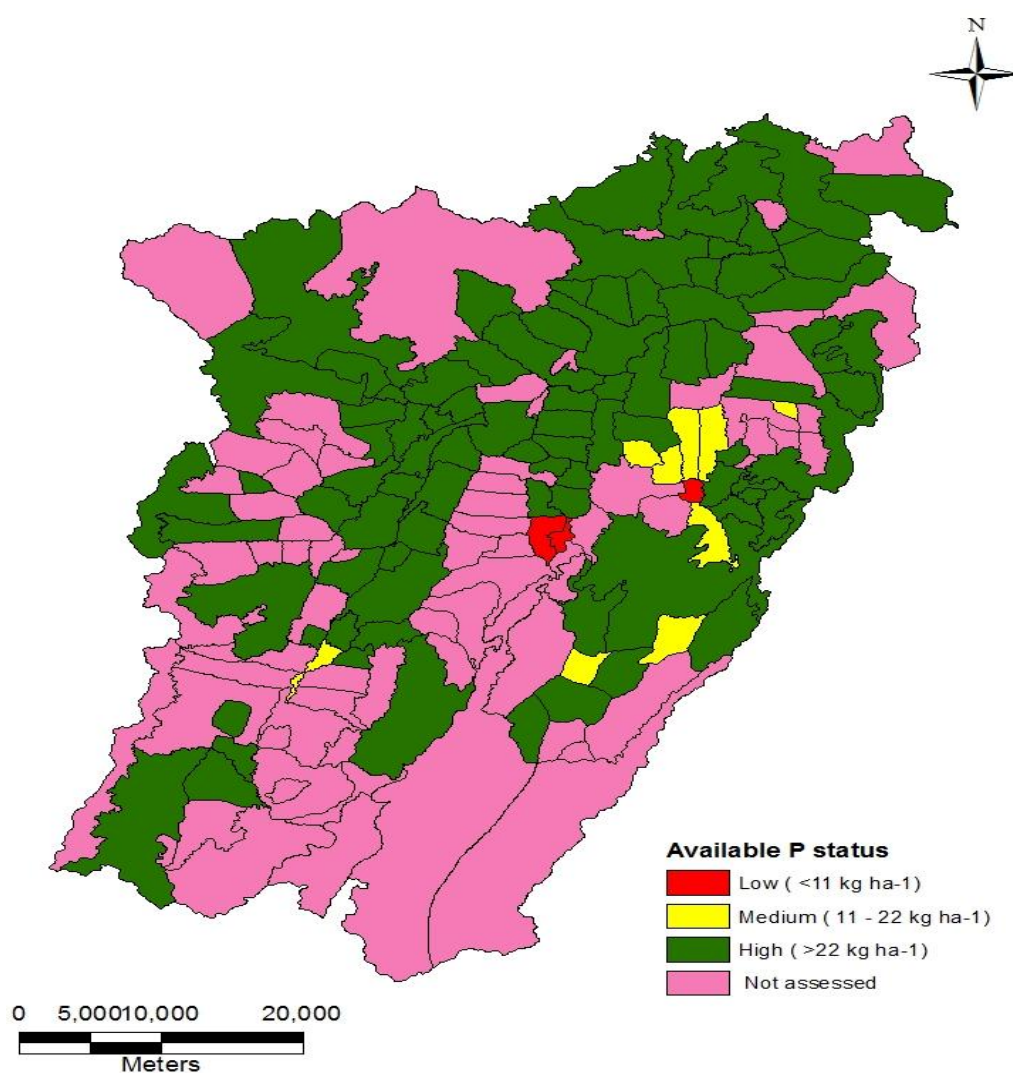 N
Available P status
Low ( <11 kg ha-1)
Medium ( 11 - 22 kg ha-1)
High ( >22 kg ha-1)
Not assessed
0 5,00010,000 20,000
Meters